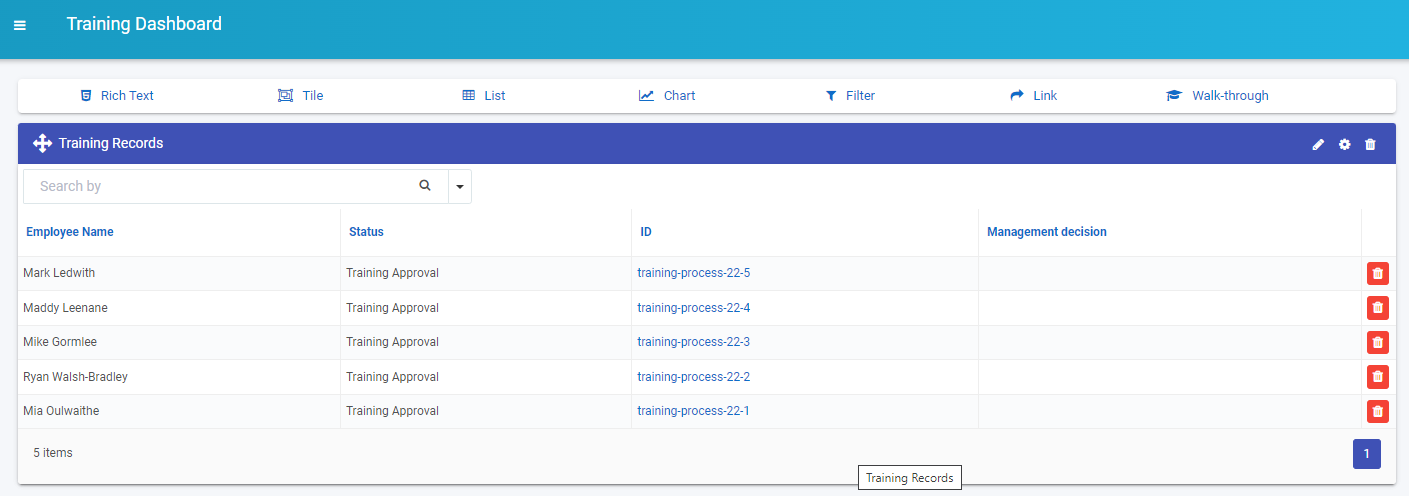 Training Dashboard
Rich Text Tile List Chart Filter Link Walk-through
Training Records
Search by
Employee Name Status ID Management decision
Mark Ledwith Training Approval training-process-22-5
Maddy Leenane Training Approval training-process-22-4
Mike Gormlee Training Approval training-process-22-3
Ryan Walsh-Bradley Training Approval training-process-22-2
Mia Oulwaithe Training Approval training-process-22-1
5 items 1
Training Records